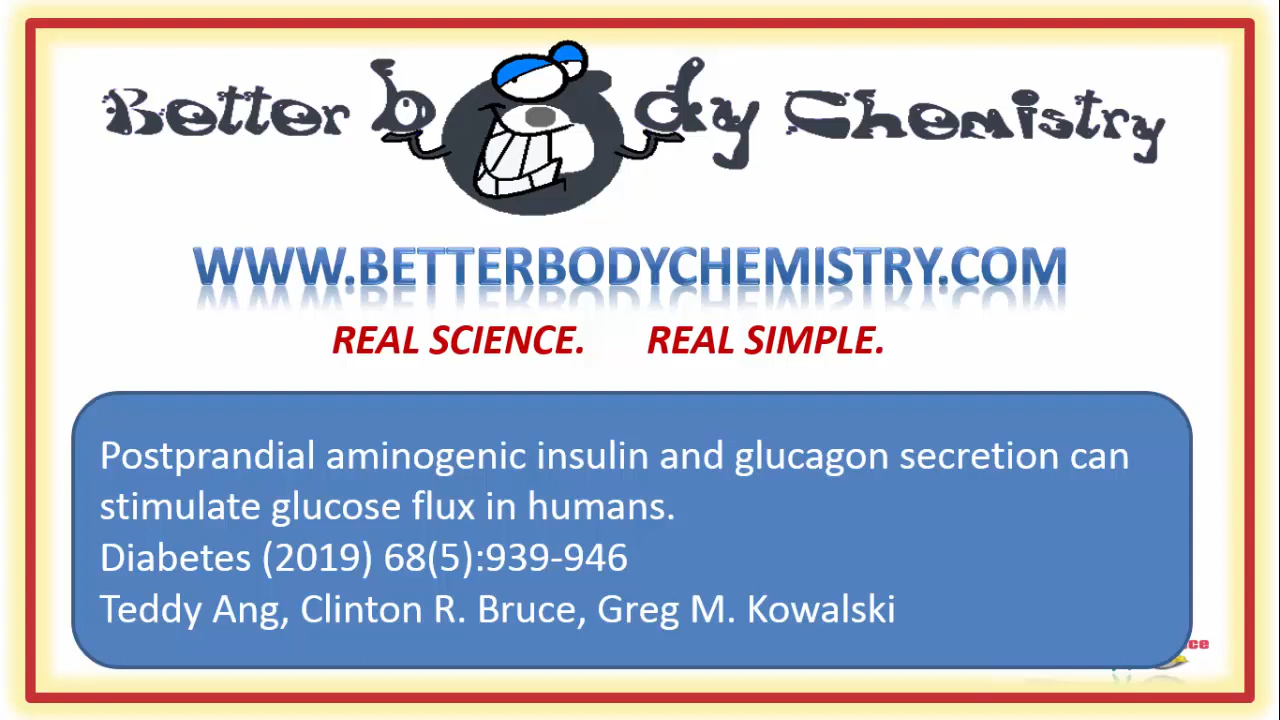 Better body Chemistry
WWW.BETTERBODYCHEMISTRY.COM
REAL SCIENCE. REAL SIMPLE.
Postprandial aminogenic insulin and glucagon secretion can
stimulate glucose flux in humans.
Diabetes (2019) 68(5):939-946
Teddy Ang, Clinton R. Bruce, Greg M. Kowalski